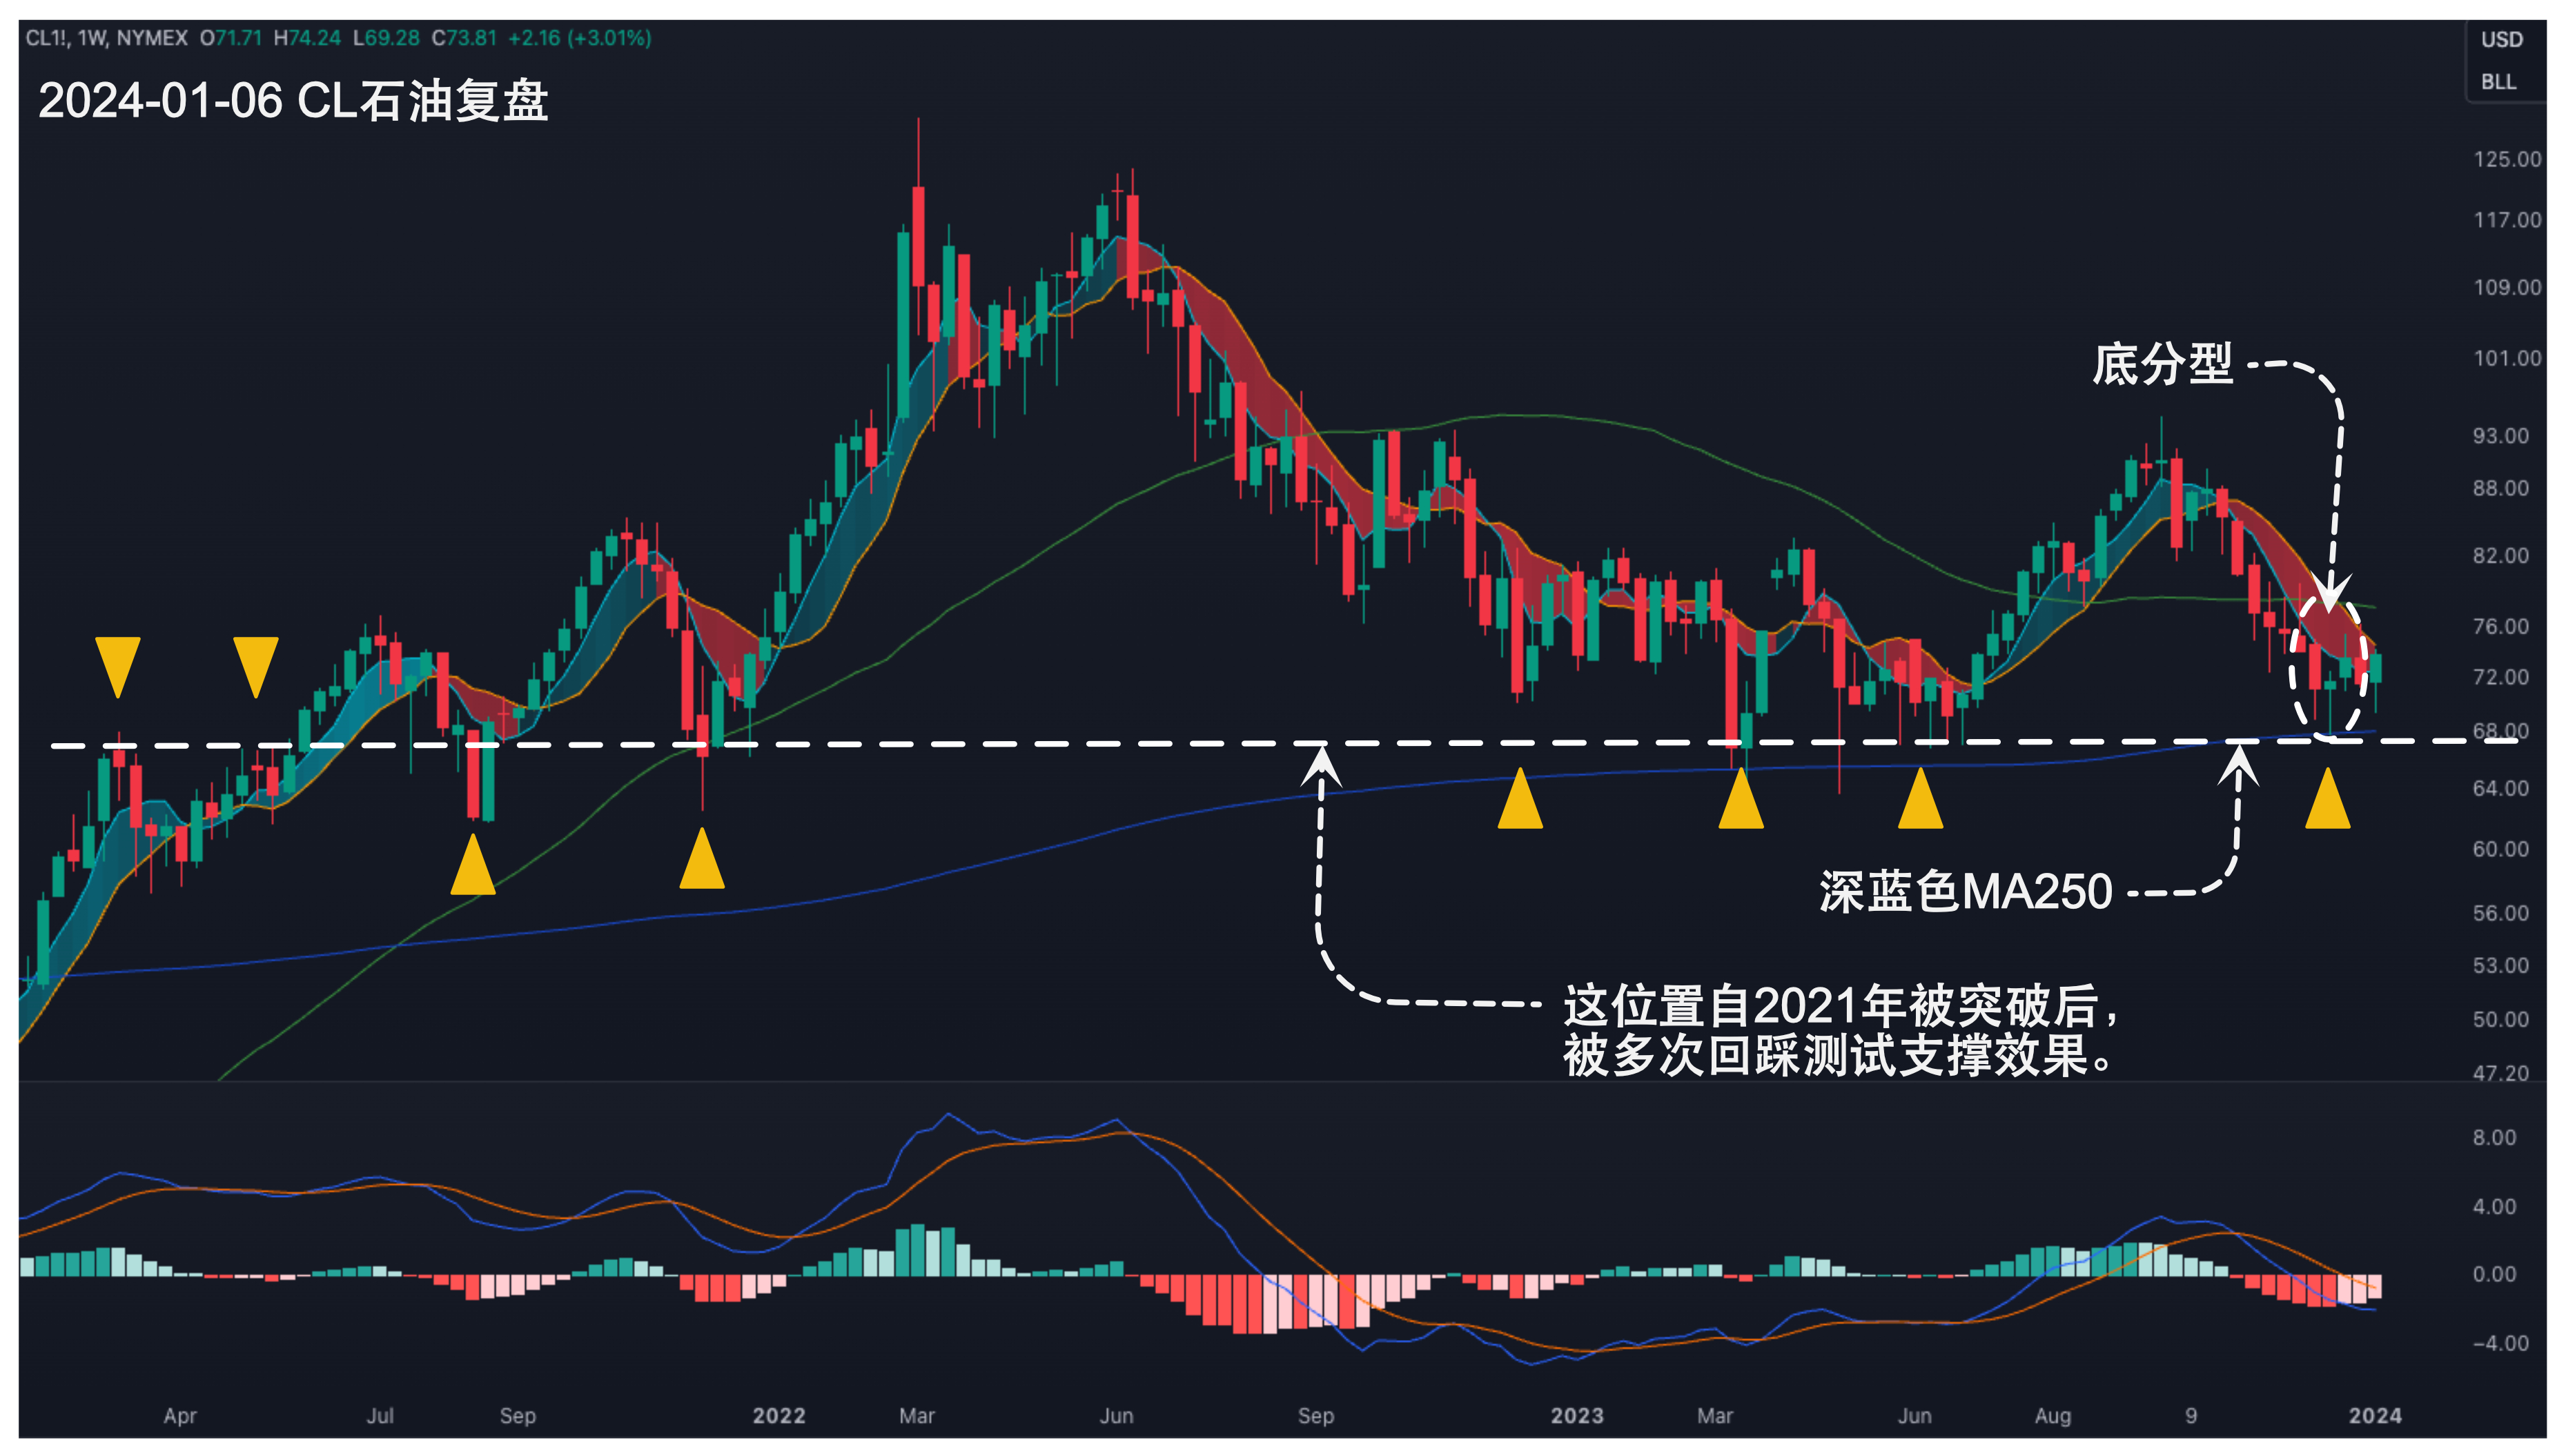 CL1!, 1W, NYMEX O71.71 H74.24 L69.28 C73.81 +2.16 (+3.01%)
USD
BLL
2024-01-06 CL石油复盘
125.00
117.00
109.00
101.00
底分型
93.00
88.00
82.00
76.00
72.00
68.00
64.00
60.00
深蓝色MA250
56.00
53.00
这位置自2021年被突破后，
50.00
被多次回踩测试支撑效果。
47.20
8.00
4.00
0.00
−4.00
Apr Jul Sep 2022 Mar Jun Sep 2023 Mar Jun Aug 9 2024